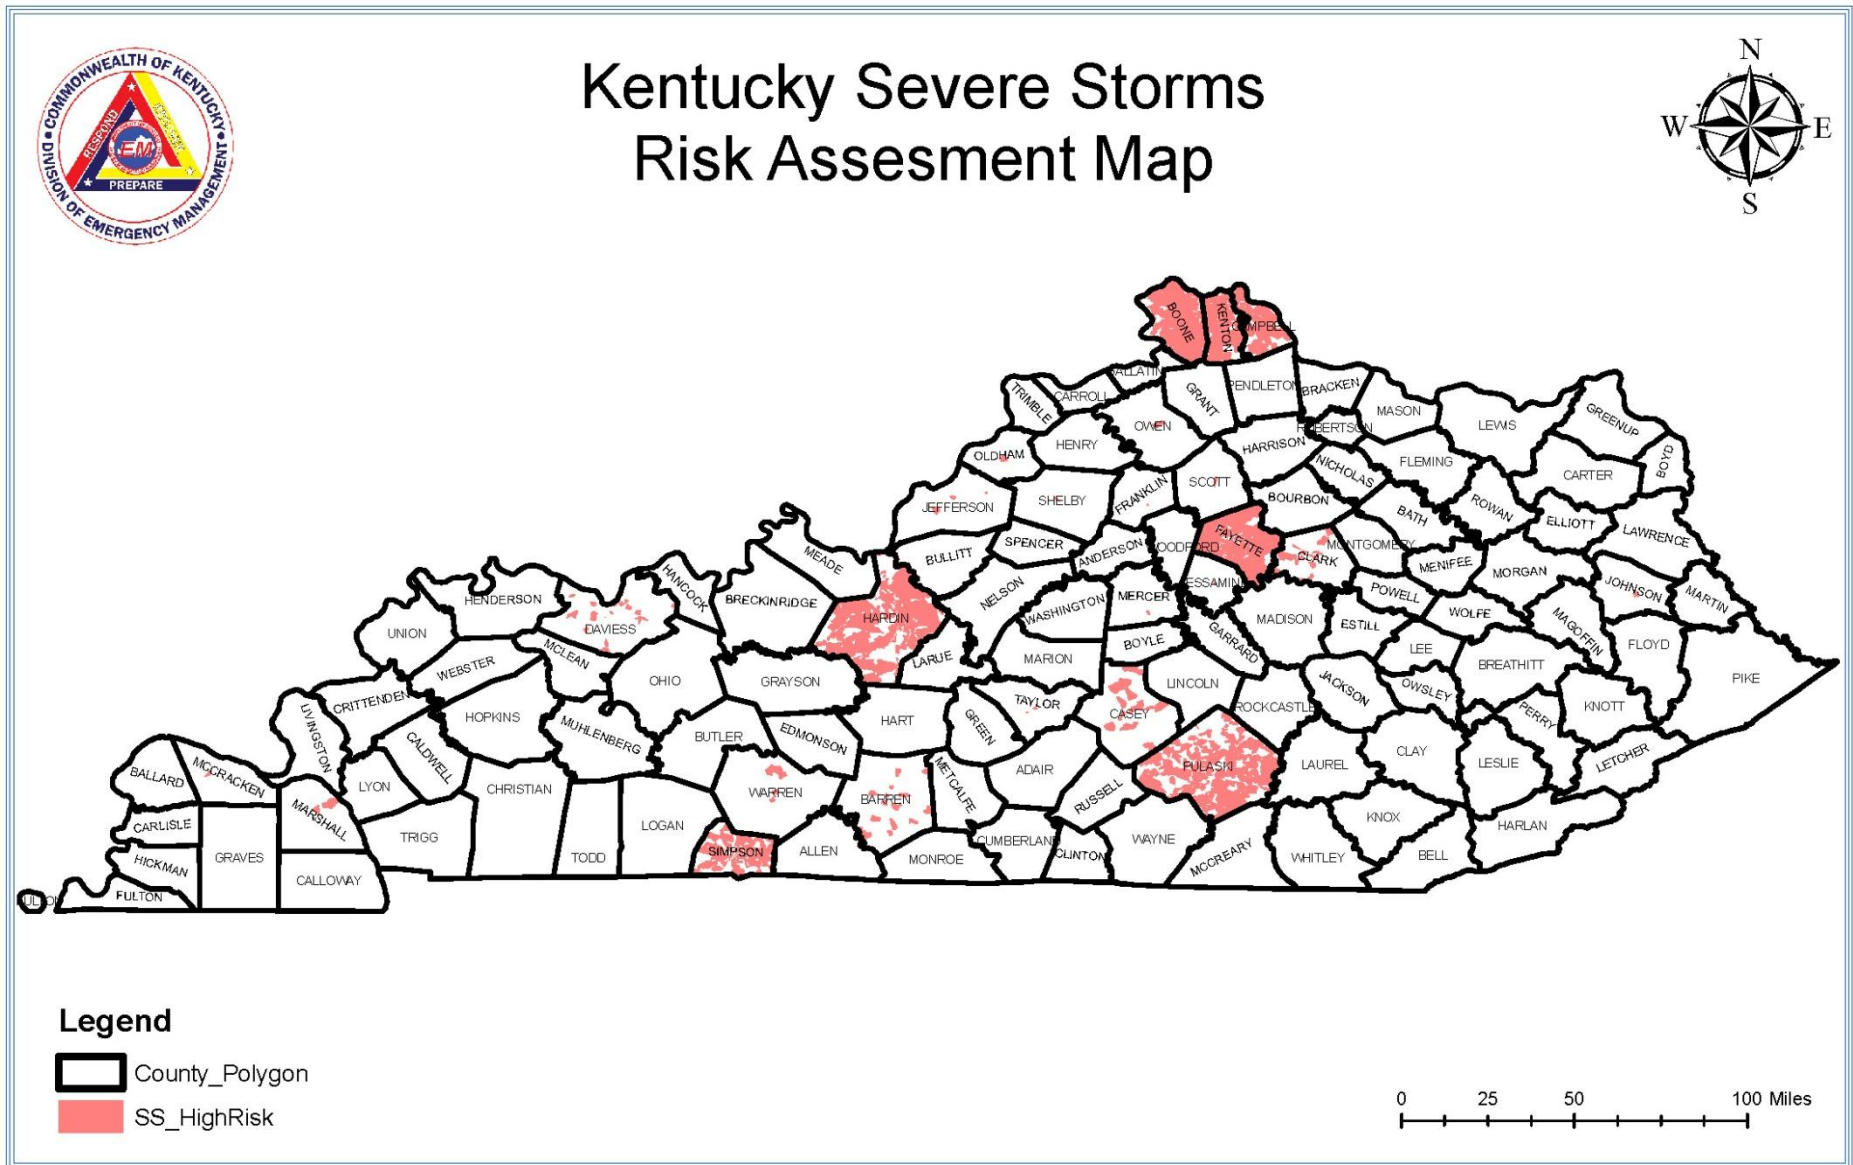 COMMONWEALTH OF KENTUCKY
DIVISION OF EMERGENCY MANAGEMENT
RESPOND
EM
PREPARE
Kentucky Severe Storms
Risk Assesment Map
N
W
E
S
BOONE
KENTON
TRIMBLE
CARROLL
GRANT
PENDLETON
BRACKEN
MASON
LEWIS
GREENUP
BOYD
OWEN
ROBERTSON
HENRY
OLDHAM
HARRISON
NICHOLAS
FLEMING
CARTER
JEFFERSON
SHELBY
FRANKLIN
SCOTT
BOURBON
BATH
ROWAN
ELLIOTT
LAWRENCE
MEADE
BULLITT
SPENCER
ANDERSON
WOODFORD
FAYETTE
CLARK
MONTGOMERY
MENIFEE
MORGAN
JOHNSON
MARTIN
HANCOCK
BRECKINRIDGE
HARDIN
NELSON
WASHINGTON
MERCER
ESSAMIN
MADISON
ESTILL
POWELL
WOLFE
MAGOFFIN
FLOYD
PIKE
HENDERSON
DAVIESS
UNION
WEBSTER
MCLEAN
OHIO
GRAYSON
LARUE
MARION
BOYLE
GARRARD
LEE
BREATHITT
KNOTT
CRITTENDEN
LIVINGSTON
HOPKINS
MUHLENBERG
BUTLER
EDMONSON
HART
GREEN
TAYLOR
CASEY
LINCOLN
ROCKCASTLE
JACKSON
OWSLEY
PERRY
LETCHER
BALLARD
MCCRACKEN
MARSHALL
LYON
CALDWELL
CHRISTIAN
WARREN
BARREN
METCALFE
ADAIR
RUSSELL
PULASKI
LAUREL
CLAY
LESLIE
CARLISLE
HICKMAN
FULTON
GRAVES
CALLOWAY
TRIGG
TODD
LOGAN
SIMPSON
ALLEN
MONROE
CUMBERLAND
CLINTON
WAYNE
MCCREARY
WHITLEY
KNOX
BELL
HARLAN
Legend
County_Polygon
SS_HighRisk
0 25 50 100 Miles